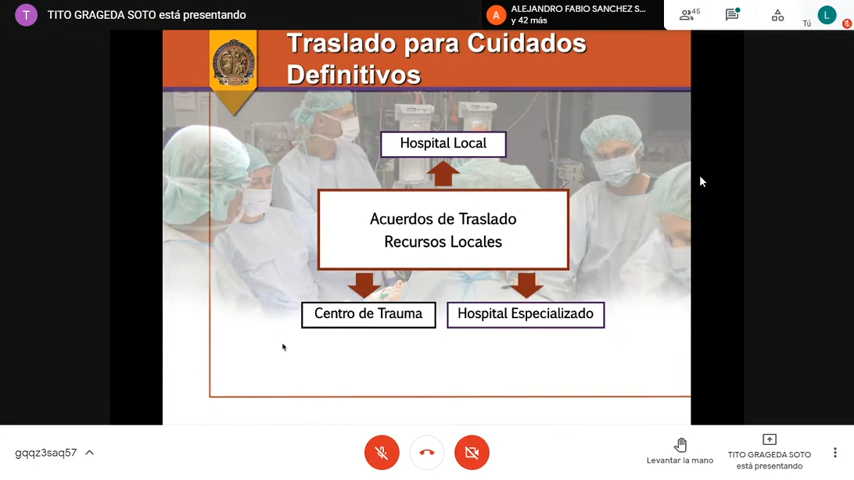 T TITO GRAGEDA SOTO está presentando
A ALEJANDRO FABIO SANCHEZ S...
y 42 más
45
Tú
L
Traslado para Cuidados
Definitivos
Hospital Local
Acuerdos de Traslado
Recursos Locales
Centro de Trauma
Hospital Especializado
gqqz3saq57
Levantar la mano
TITO GRAGEDA SOTO
está presentando